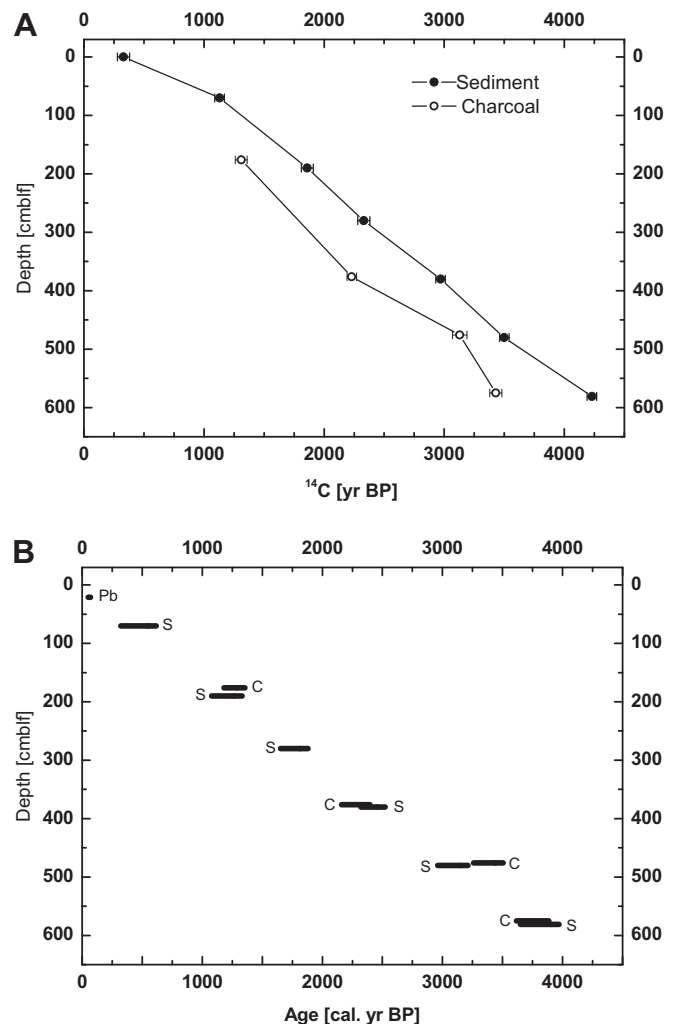 A
0 1000 2000 3000 4000
0 0
100 100
200 200
300 300
400 400
500 500
600 600
Sediment
Charcoal
Depth [cmblf]
0 1000 2000 3000 4000
¹⁴C [yr BP]
B
0 1000 2000 3000 4000
0 0
Pb
S
100 100
C
S
200 200
S
300 300
C S
400 400
S C
500 500
C S
600 600
Depth [cmblf]
0 1000 2000 3000 4000
Age [cal. yr BP]